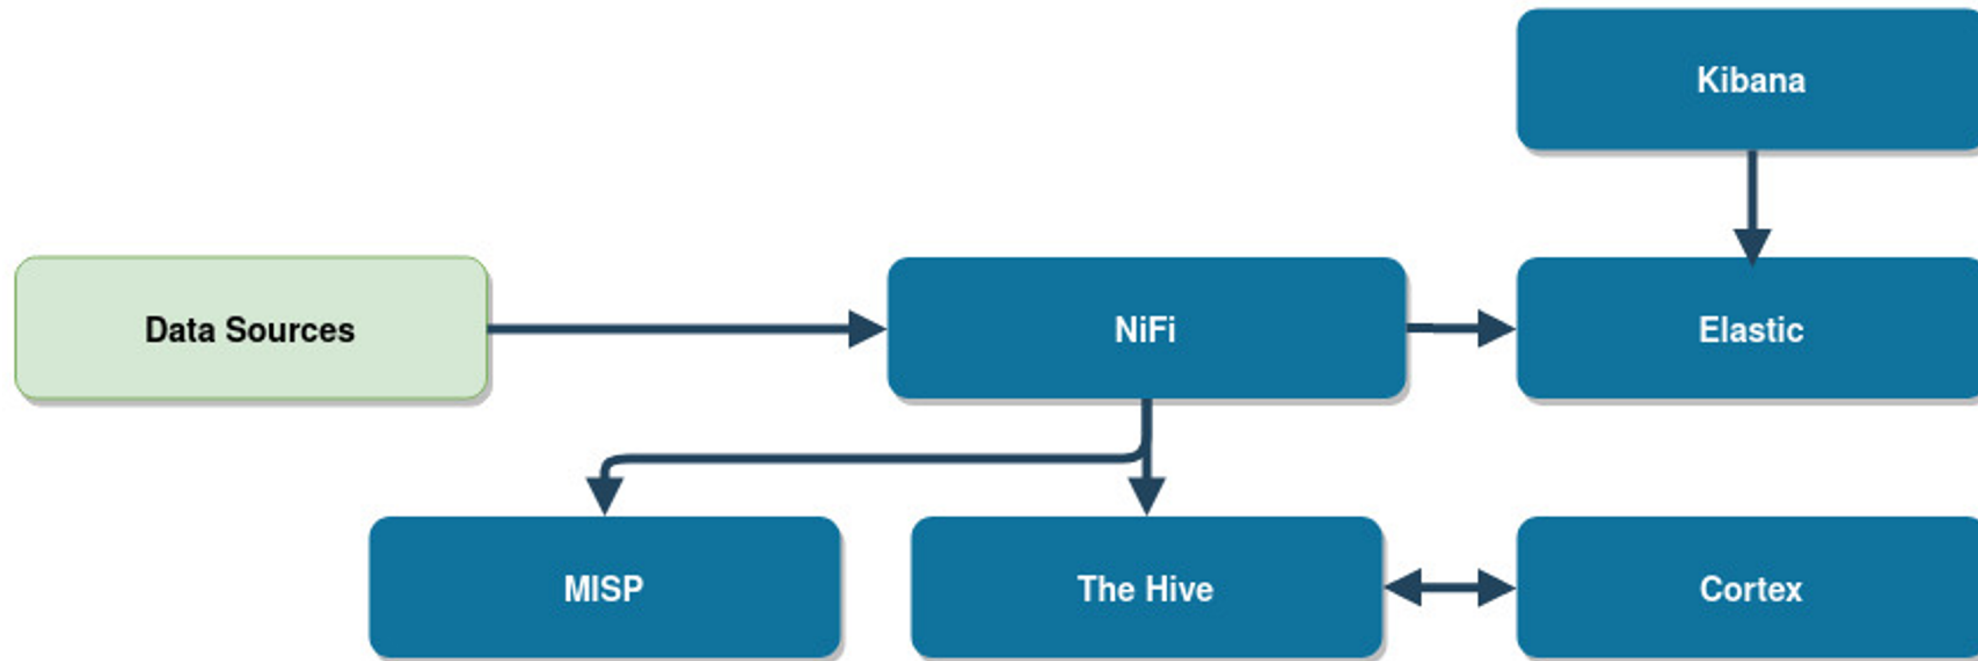 Kibana
Data Sources
NiFi
Elastic
MISP
The Hive
Cortex